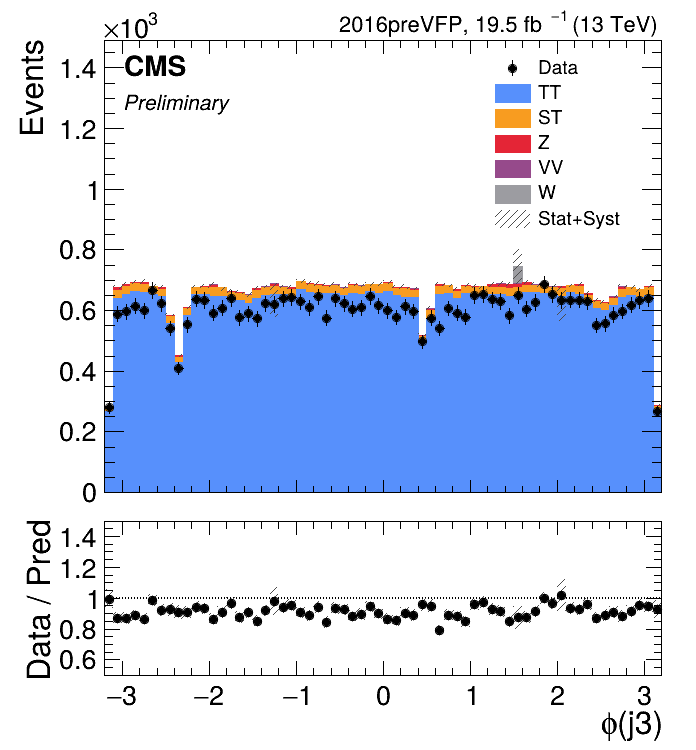 ×10³ 2016preVFP, 19.5 fb ⁻¹ (13 TeV)
Events
1.4
1.2
1
0.8
0.6
0.4
0.2
0
CMS
Preliminary
Data
TT
ST
Z
VV
W
Stat+Syst
Data / Pred
1.4
1.2
1
0.8
0.6
−3 −2 −1 0 1 2 3
ϕ(j3)